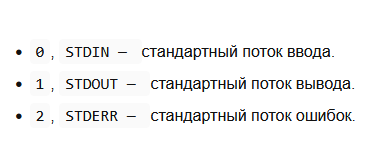 • 0, STDIN — стандартный поток ввода.
• 1, STDOUT — стандартный поток вывода.
• 2, STDERR — стандартный поток ошибок.